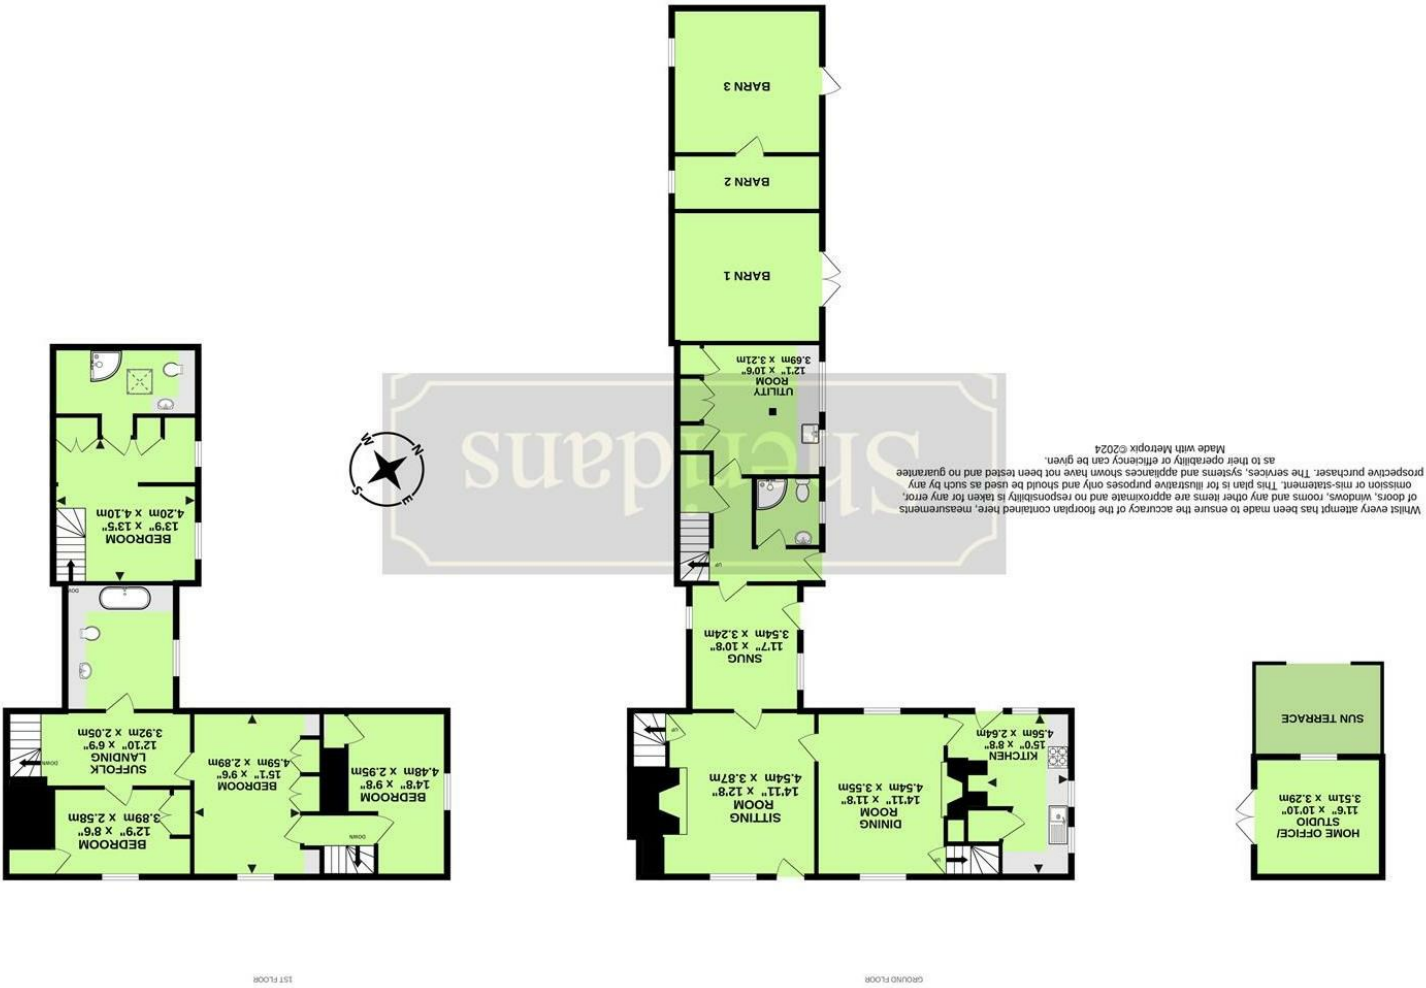 GROUND FLOOR
1ST FLOOR
HOME OFFICE/
STUDIO
11'6" x 10'10"
3.51m x 3.29m
SUN TERRACE
KITCHEN
15'0" x 8'8"
4.56m x 2.64m
DINING
ROOM
14'11" x 11'8"
4.54m x 3.55m
SITTING
ROOM
14'11" x 12'8"
4.54m x 3.87m
UP
UP
SNUG
11'7" x 10'8"
3.54m x 3.24m
UP
UTILITY
ROOM
12'1" x 10'6"
3.69m x 3.21m
BARN 1
BARN 2
BARN 3
BEDROOM
14'8" x 9'8"
4.48m x 2.95m
DOWN
BEDROOM
15'1" x 9'6"
4.59m x 2.89m
BEDROOM
12'9" x 8'6"
3.89m x 2.58m
SUFFOLK
LANDING
12'10" x 6'9"
3.92m x 2.05m
DOWN
BEDROOM
13'9" x 13'5"
4.20m x 4.10m
DOWN
N
E
S
W
Sheridans
Whilst every attempt has been made to ensure the accuracy of the floorplan contained here, measurements
of doors, windows, rooms and any other items are approximate and no responsibility is taken for any error,
omission or mis-statement. This plan is for illustrative purposes only and should be used as such by any
prospective purchaser. The services, systems and appliances shown have not been tested and no guarantee
as to their operability or efficiency can be given.
Made with Metropix ©2024